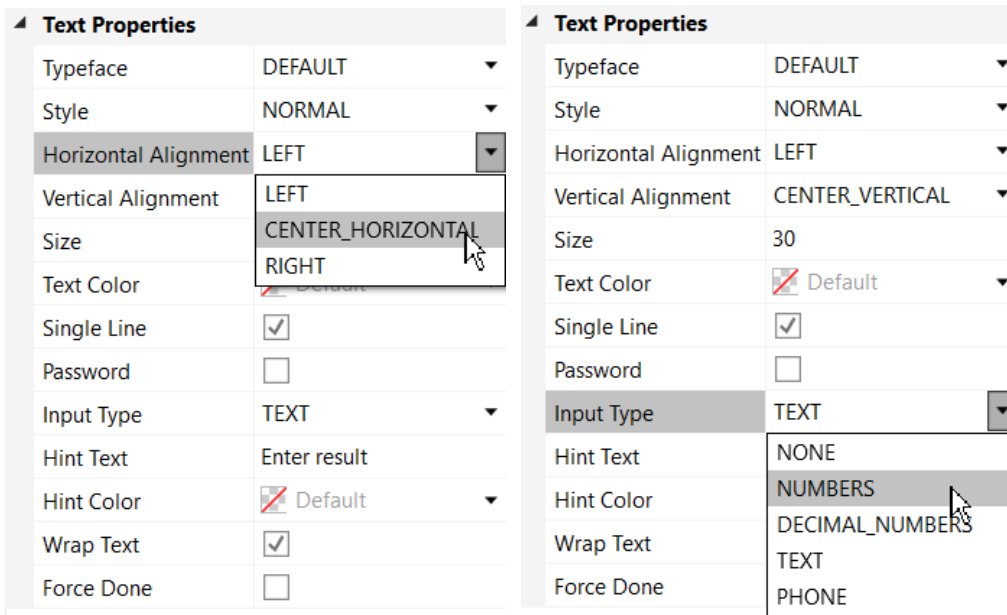 Text Properties
Typeface DEFAULT
Style NORMAL
Horizontal Alignment LEFT
Vertical Alignment LEFT
CENTER_HORIZONTAL
Size
RIGHT
Text Color Default
Single Line
Password
Input Type TEXT
Hint Text Enter result
Hint Color Default
Wrap Text
Force Done
Text Properties
Typeface DEFAULT
Style NORMAL
Horizontal Alignment LEFT
Vertical Alignment CENTER_VERTICAL
Size 30
Text Color Default
Single Line
Password
Input Type TEXT
Hint Text NONE
Hint Color NUMBERS
DECIMAL_NUMBERS
Wrap Text
TEXT
Force Done PHONE